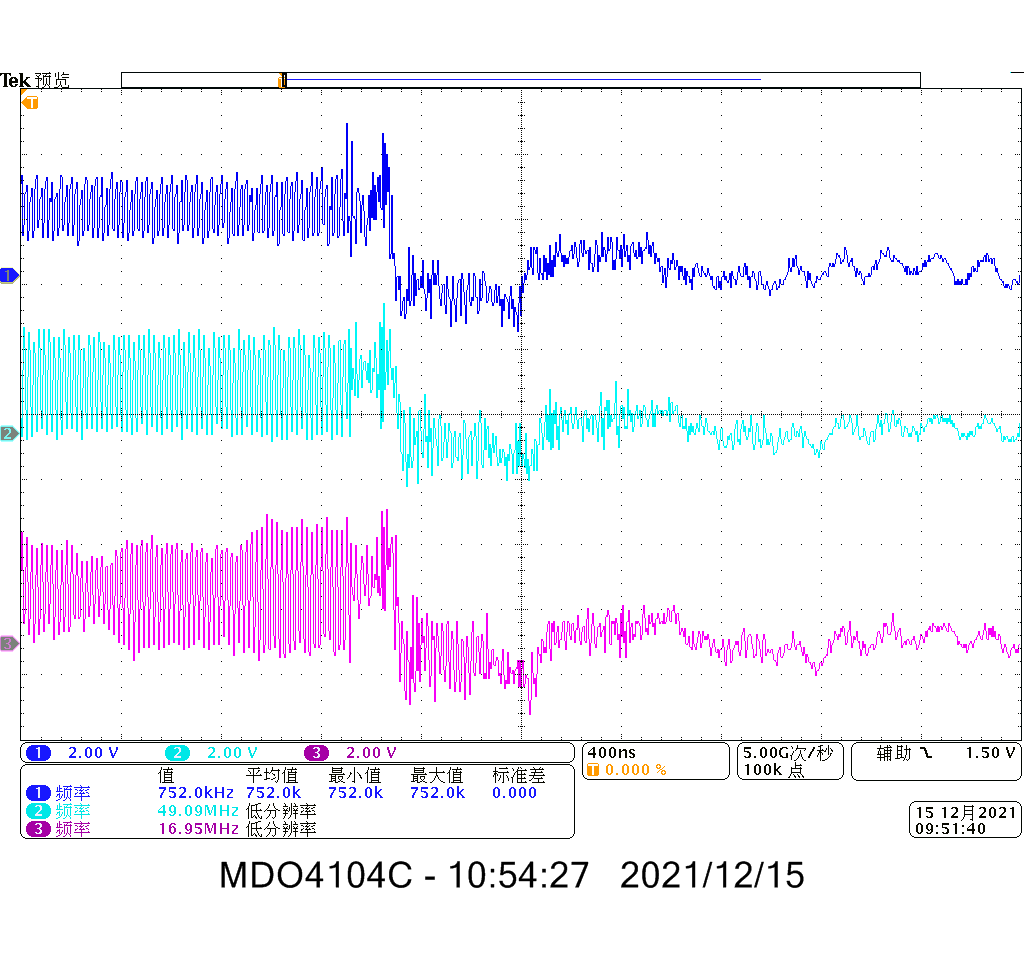 Tek 预览
T
1
2
3
1 2.00 V 2 2.00 V 3 2.00 V
400ns
T 0.000 %
5.00G次/秒
100k 点
辅助 1.50 V
值 平均值 最小值 最大值 标准差
1 频率 752.0kHz 752.0k 752.0k 752.0k 0.000
2 频率 49.09MHz 低分辨率
3 频率 16.95MHz 低分辨率
15 12月2021
09:51:40
MDO4104C - 10:54:27 2021/12/15